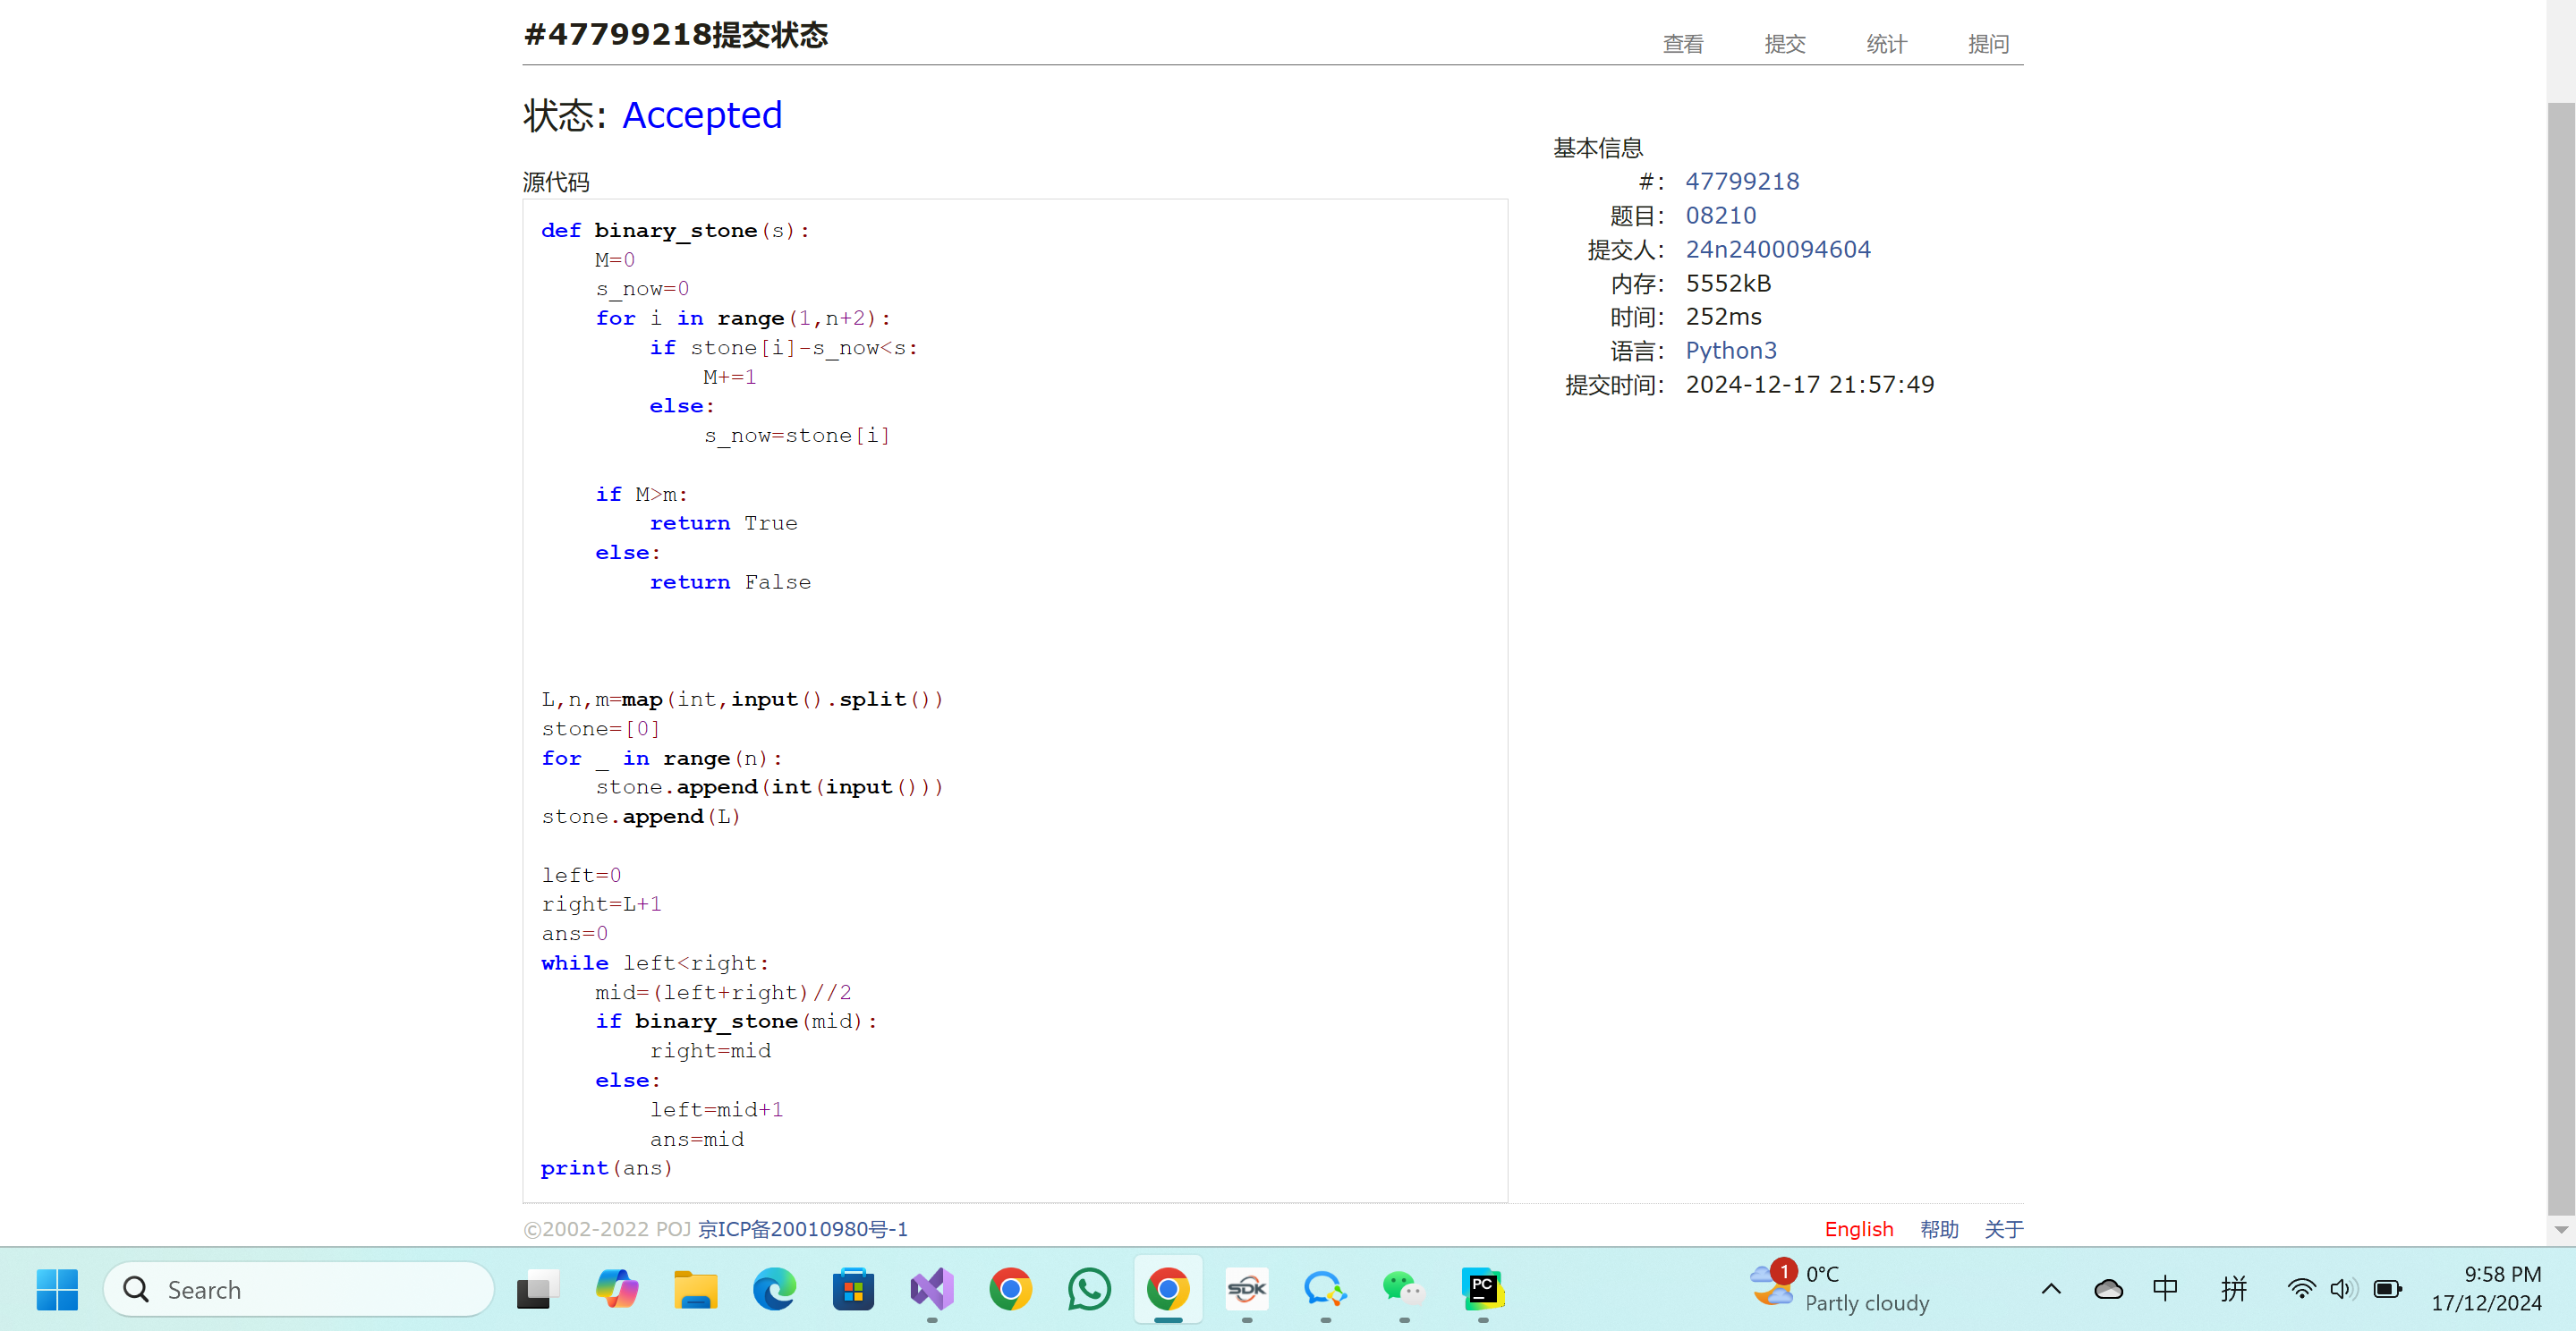 #47799218提交状态
查看 提交 统计 提问
状态: Accepted
源代码
def binary_stone(s):
    M=0
    s_now=0
    for i in range(1,n+2):
        if stone[i]-s_now<s:
            M+=1
        else:
            s_now=stone[i]

    if M>m:
        return True
    else:
        return False

L,n,m=map(int,input().split())
stone=[0]
for _ in range(n):
    stone.append(int(input()))
stone.append(L)

left=0
right=L+1
ans=0
while left<right:
    mid=(left+right)//2
    if binary_stone(mid):
        right=mid
    else:
        left=mid+1
        ans=mid
print(ans)
基本信息
#: 47799218
题目: 08210
提交人: 24n2400094604
内存: 5552kB
时间: 252ms
语言: Python3
提交时间: 2024-12-17 21:57:49
©2002-2022 POJ 京ICP备20010980号-1
English 帮助 关于
Search
SDK
PC
1
0°C
Partly cloudy
中
拼
9:58 PM
17/12/2024